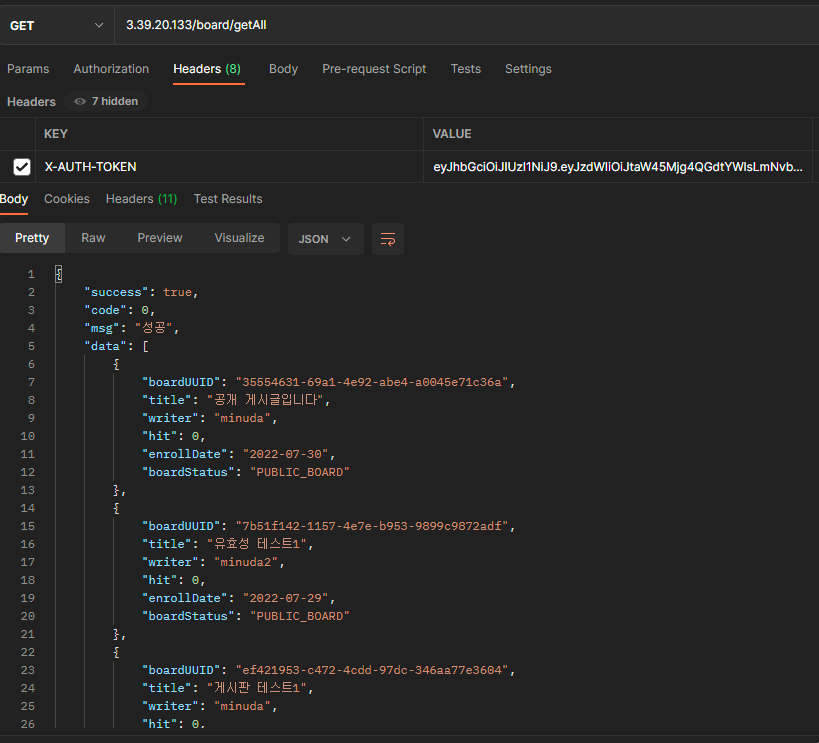 GET 3.39.20.133/board/getAll
Params Authorization Headers (8) Body Pre-request Script Tests Settings
Headers 7 hidden
KEY VALUE
X-AUTH-TOKEN eyJhbGciOiJIUzI1NiJ9.eyJzdWIiOiJtaW45Mjg4QGdtYWlsLmNvb...
Body Cookies Headers (11) Test Results
Pretty Raw Preview Visualize JSON
1 {
2 "success": true,
3 "code": 0,
4 "msg": "성공",
5 "data": [
6 {
7 "boardUUID": "35554631-69a1-4e92-abe4-a0045e71c36a",
8 "title": "공개 게시글입니다",
9 "writer": "minuda",
10 "hit": 0,
11 "enrollDate": "2022-07-30",
12 "boardStatus": "PUBLIC_BOARD"
13 },
14 {
15 "boardUUID": "7b51f142-1157-4e7e-b953-9899c9872adf",
16 "title": "유효성 테스트1",
17 "writer": "minuda2",
18 "hit": 0,
19 "enrollDate": "2022-07-29",
20 "boardStatus": "PUBLIC_BOARD"
21 },
22 {
23 "boardUUID": "ef421953-c472-4cdd-97dc-346aa77e3604",
24 "title": "게시판 테스트1",
25 "writer": "minuda",
26 "hit": 0,